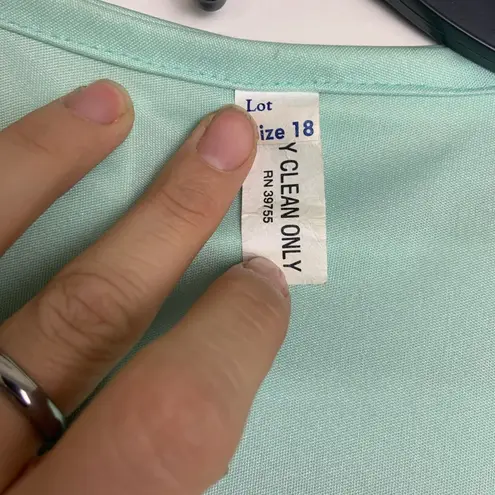 Lot
ize 18
Y CLEAN ONLY
RN 39755